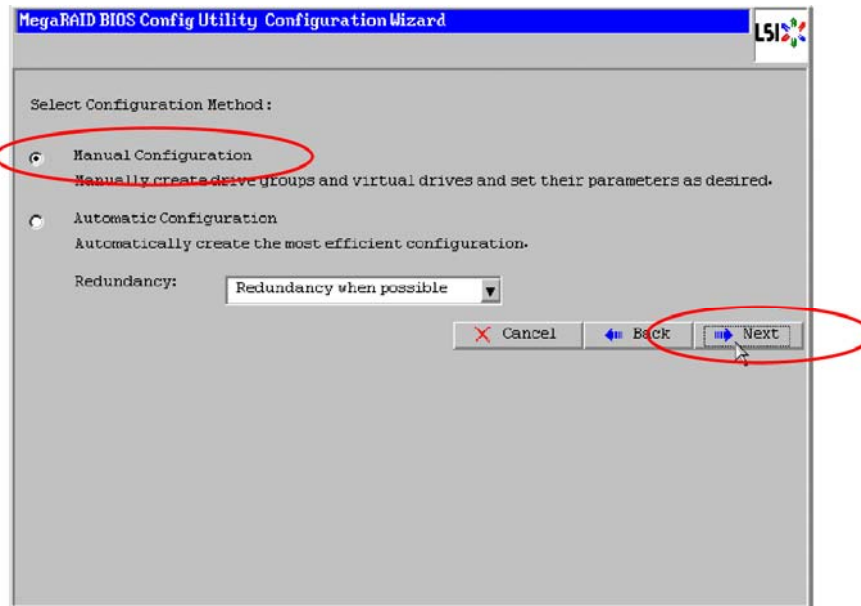 MegaRAID BIOS Config Utility Configuration Wizard
LSI
Select Configuration Method:
Manual Configuration
Manually create drive groups and virtual drives and set their parameters as desired.
Automatic Configuration
Automatically create the most efficient configuration.
Redundancy:
Redundancy when possible
Cancel
Back
Next